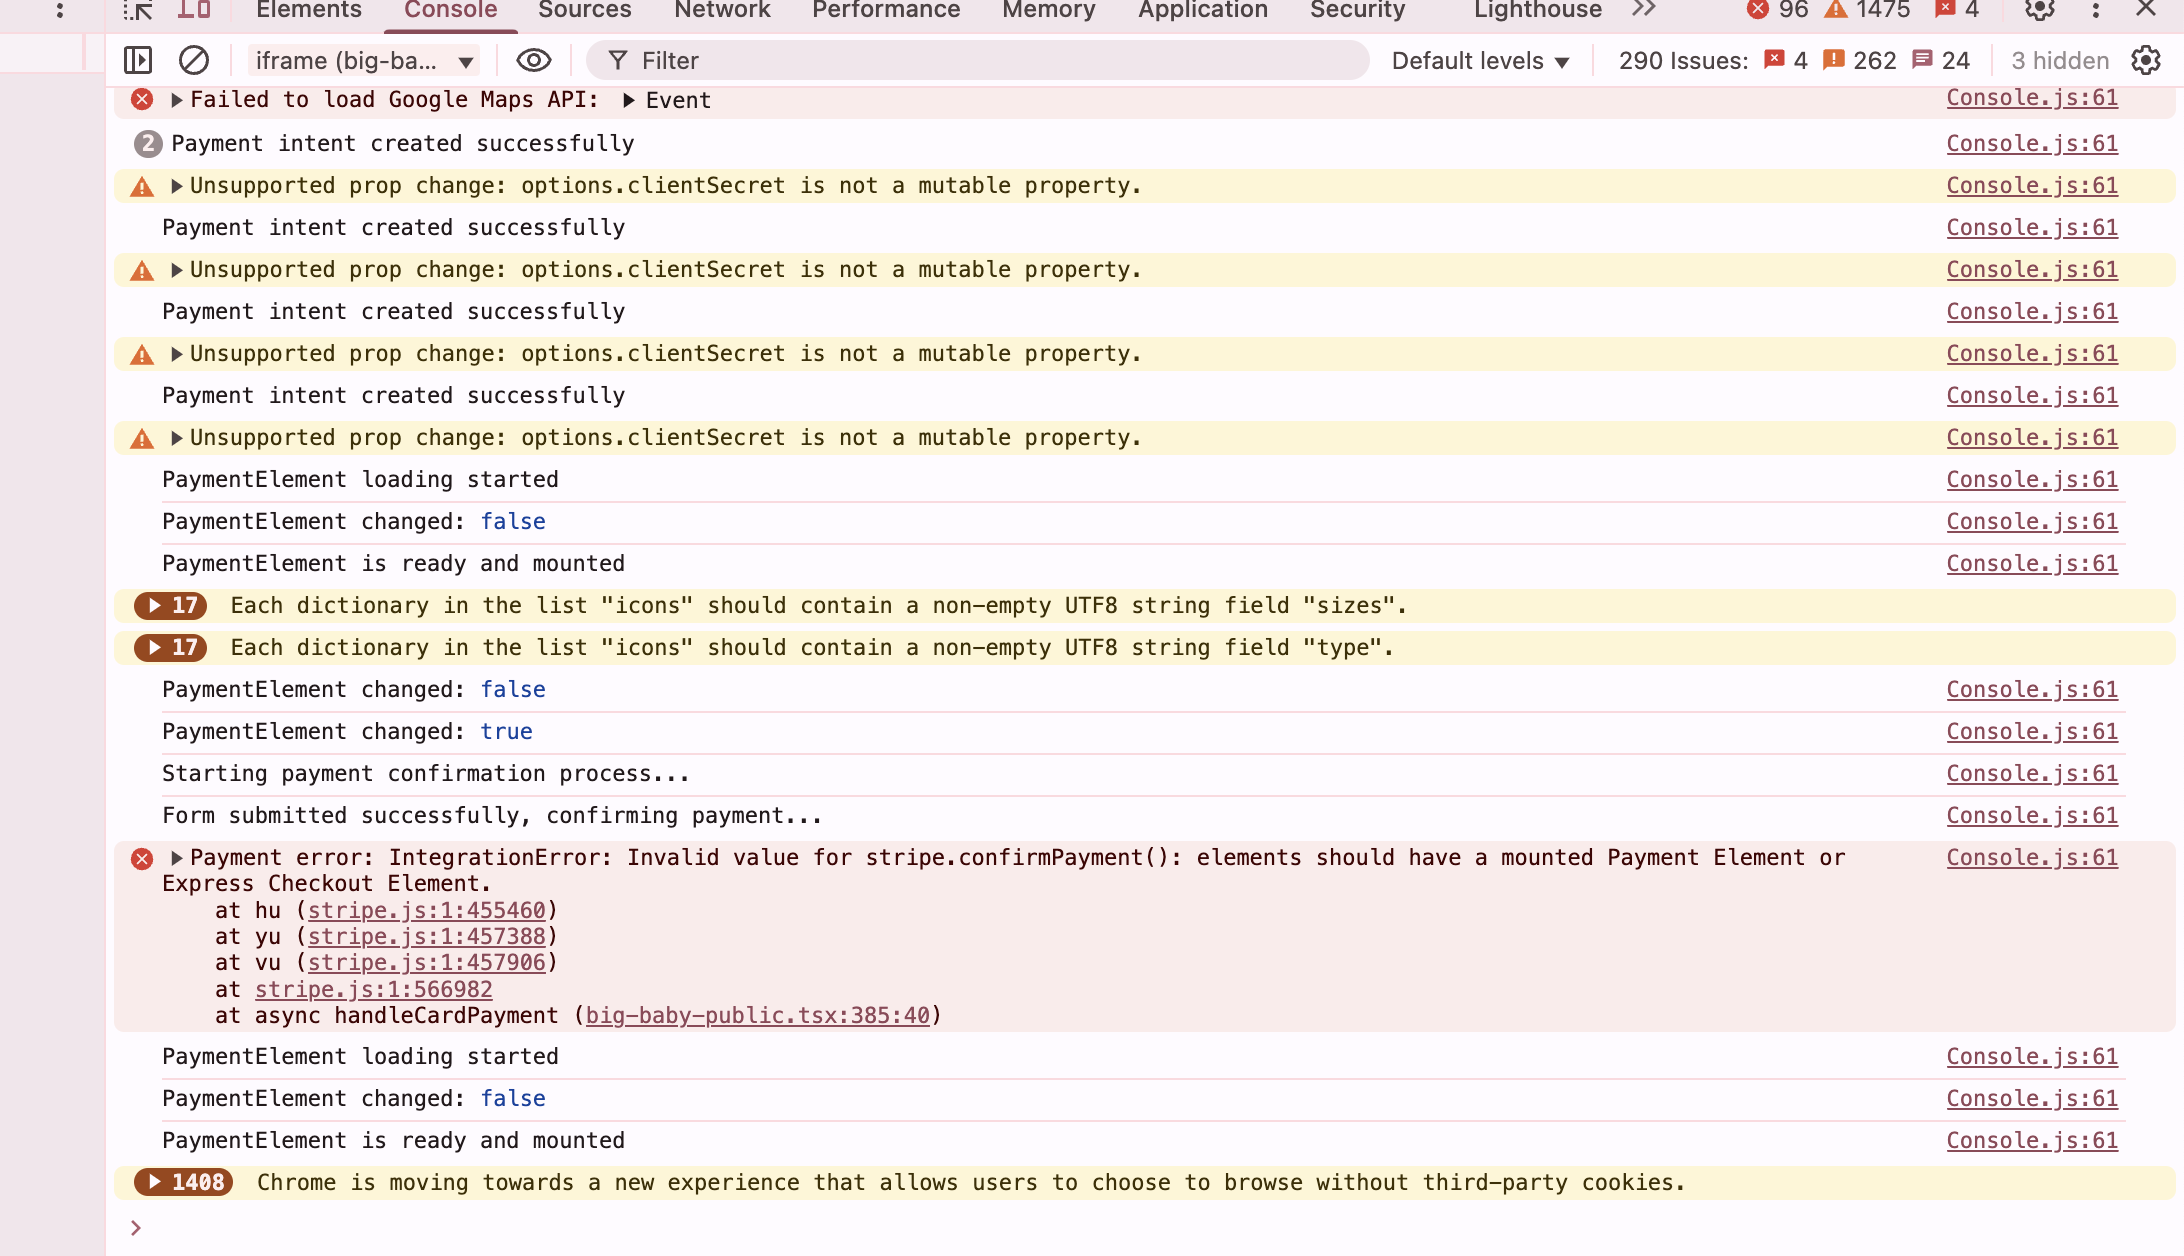 Elements Console Sources Network Performance Memory Application Security Lighthouse 96 1475 4
iframe (big-ba... Filter Default levels 290 Issues: 4 262 24 3 hidden
Failed to load Google Maps API: Event Console.js:61
2 Payment intent created successfully Console.js:61
Unsupported prop change: options.clientSecret is not a mutable property. Console.js:61
Payment intent created successfully Console.js:61
Unsupported prop change: options.clientSecret is not a mutable property. Console.js:61
Payment intent created successfully Console.js:61
Unsupported prop change: options.clientSecret is not a mutable property. Console.js:61
Payment intent created successfully Console.js:61
Unsupported prop change: options.clientSecret is not a mutable property. Console.js:61
PaymentElement loading started Console.js:61
PaymentElement changed: false Console.js:61
PaymentElement is ready and mounted Console.js:61
17 Each dictionary in the list "icons" should contain a non-empty UTF8 string field "sizes".
17 Each dictionary in the list "icons" should contain a non-empty UTF8 string field "type".
PaymentElement changed: false Console.js:61
PaymentElement changed: true Console.js:61
Starting payment confirmation process... Console.js:61
Form submitted successfully, confirming payment... Console.js:61
Payment error: IntegrationError: Invalid value for stripe.confirmPayment(): elements should have a mounted Payment Element or Console.js:61
Express Checkout Element.
at hu (stripe.js:1:455460)
at yu (stripe.js:1:457388)
at vu (stripe.js:1:457906)
at stripe.js:1:566982
at async handleCardPayment (big-baby-public.tsx:385:40)
PaymentElement loading started Console.js:61
PaymentElement changed: false Console.js:61
PaymentElement is ready and mounted Console.js:61
1408 Chrome is moving towards a new experience that allows users to choose to browse without third-party cookies.